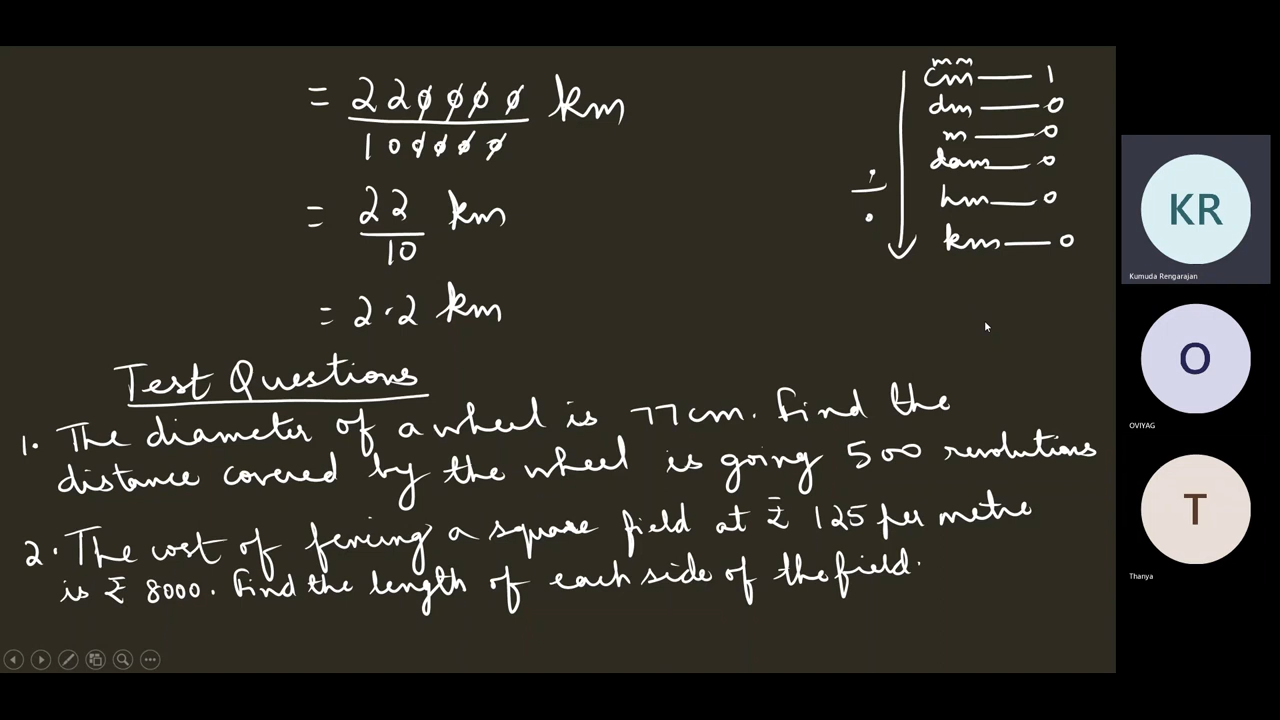 = 220000/100000 km
= 22/10 km
= 2.2 km
mm
cm — 1
dm — 0
m — 0
dam — 0
hm — 0
km — 0
÷
Test Questions
1. The diameter of a wheel is 77cm. Find the
distance covered by the wheel is going 500 revolutions
2. The cost of fencing a square field at ₹ 125 per metre
is ₹ 8000. Find the length of each side of the field.
KR
Kumuda Rengarajan
O
OVIYAG
T
Thanya